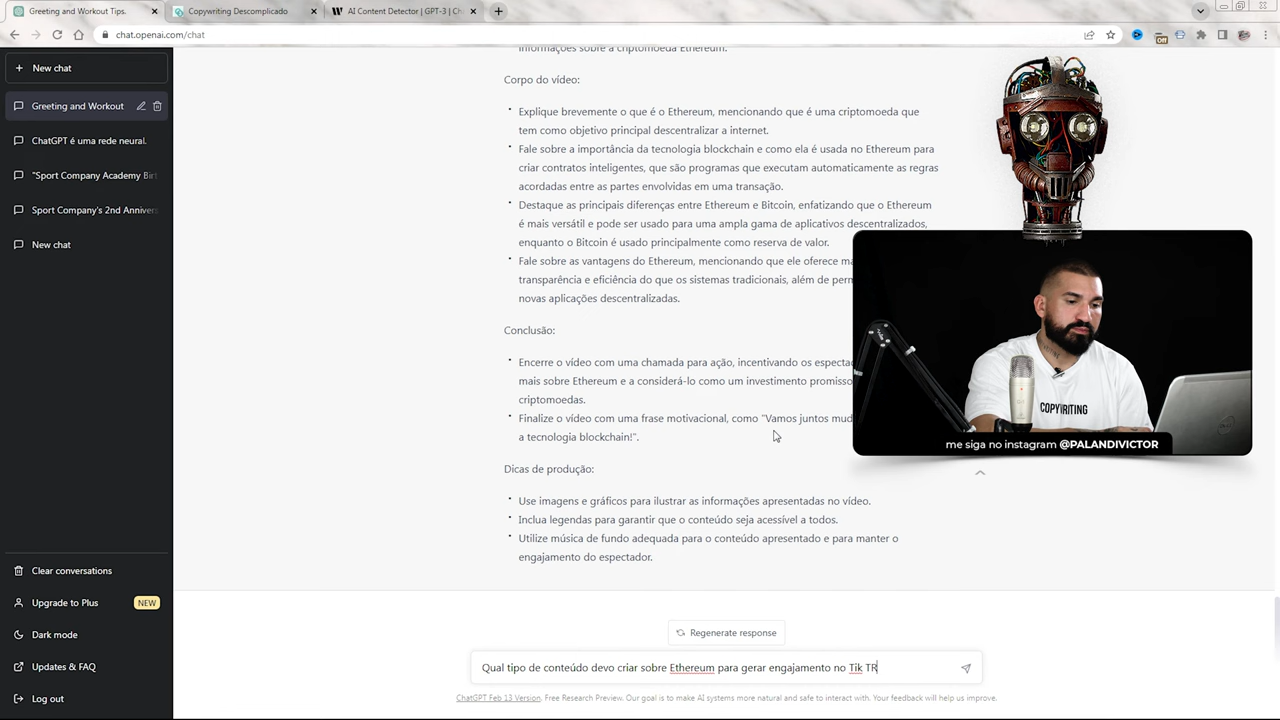 Greeting and Workout Tips.
Copywriting Descomplicado
AI Content Detector | GPT-3 | Ch
chat.openai.com/chat
Off
New chat
Greeting and Workout
ChatGPT é uma rede neural.
"Sport Company Academy Birt
Sport Company's 2nd Annivers
New chat
Clear conversations
Upgrade to Plus
NEW
Dark mode
Updates & FAQ
Log out
informações sobre a criptomoeda Ethereum.
Corpo do vídeo:
Explique brevemente o que é o Ethereum, mencionando que é uma criptomoeda que
tem como objetivo principal descentralizar a internet.
Fale sobre a importância da tecnologia blockchain e como ela é usada no Ethereum para
criar contratos inteligentes, que são programas que executam automaticamente as regras
acordadas entre as partes envolvidas em uma transação.
Destaque as principais diferenças entre Ethereum e Bitcoin, enfatizando que o Ethereum
é mais versátil e pode ser usado para uma ampla gama de aplicativos descentralizados,
enquanto o Bitcoin é usado principalmente como reserva de valor.
Fale sobre as vantagens do Ethereum, mencionando que ele oferece ma
transparência e eficiência do que os sistemas tradicionais, além de perm
novas aplicações descentralizadas.
Conclusão:
Encerre o vídeo com uma chamada para ação, incentivando os espectad
mais sobre Ethereum e a considerá-lo como um investimento promisso
criptomoedas.
Finalize o vídeo com uma frase motivacional, como "Vamos juntos mud
a tecnologia blockchain!".
Dicas de produção:
Use imagens e gráficos para ilustrar as informações apresentadas no vídeo.
Inclua legendas para garantir que o conteúdo seja acessível a todos.
Utilize música de fundo adequada para o conteúdo apresentado e para manter o
engajamento do espectador.
COPY(RITING
me siga no instagram @PALANDIVICTOR
Regenerate response
Qual tipo de conteúdo devo criar sobre Ethereum para gerar engajamento no Tik TR
ChatGPT Feb 13 Version. Free Research Preview. Our goal is to make AI systems more natural and safe to interact with. Your feedback will help us improve.